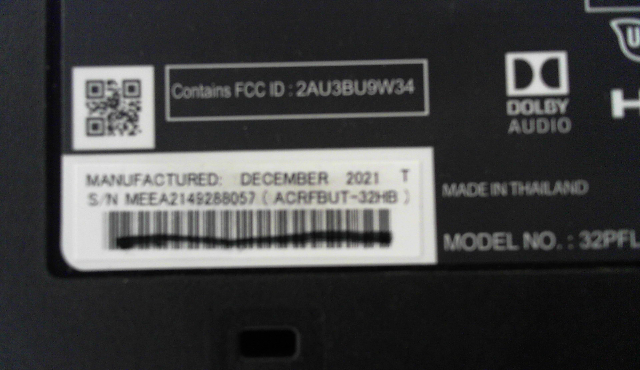 Contains FCC ID : 2AU3BU9W34
DOLBY
AUDIO
MANUFACTURED: DECEMBER 2021 T
S/N MEEA2149288057 ( ACRFBUT-32HB )
MADE IN THAILAND
MODEL NO. : 32PFL